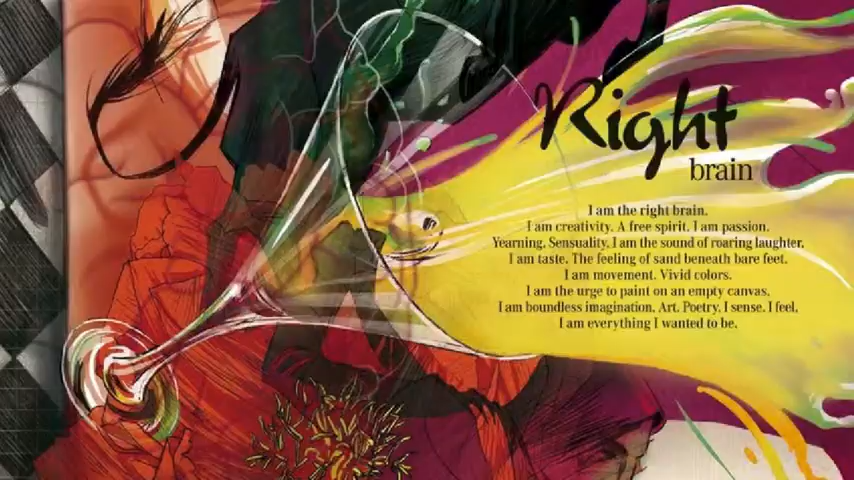 Right
brain
I am the right brain.
I am creativity. A free spirit. I am passion.
Yearning. Sensuality. I am the sound of roaring laughter.
I am taste. The feeling of sand beneath bare feet.
I am movement. Vivid colors.
I am the urge to paint on an empty canvas.
I am boundless imagination. Art. Poetry. I sense. I feel.
I am everything I wanted to be.